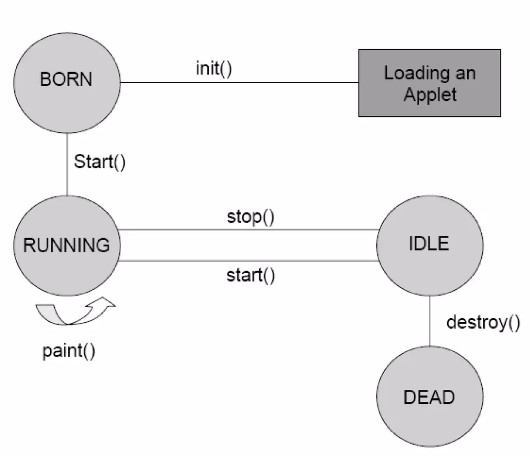 BORN
init()
Loading an
Applet
Start()
RUNNING
stop()
start()
IDLE
paint()
destroy()
DEAD